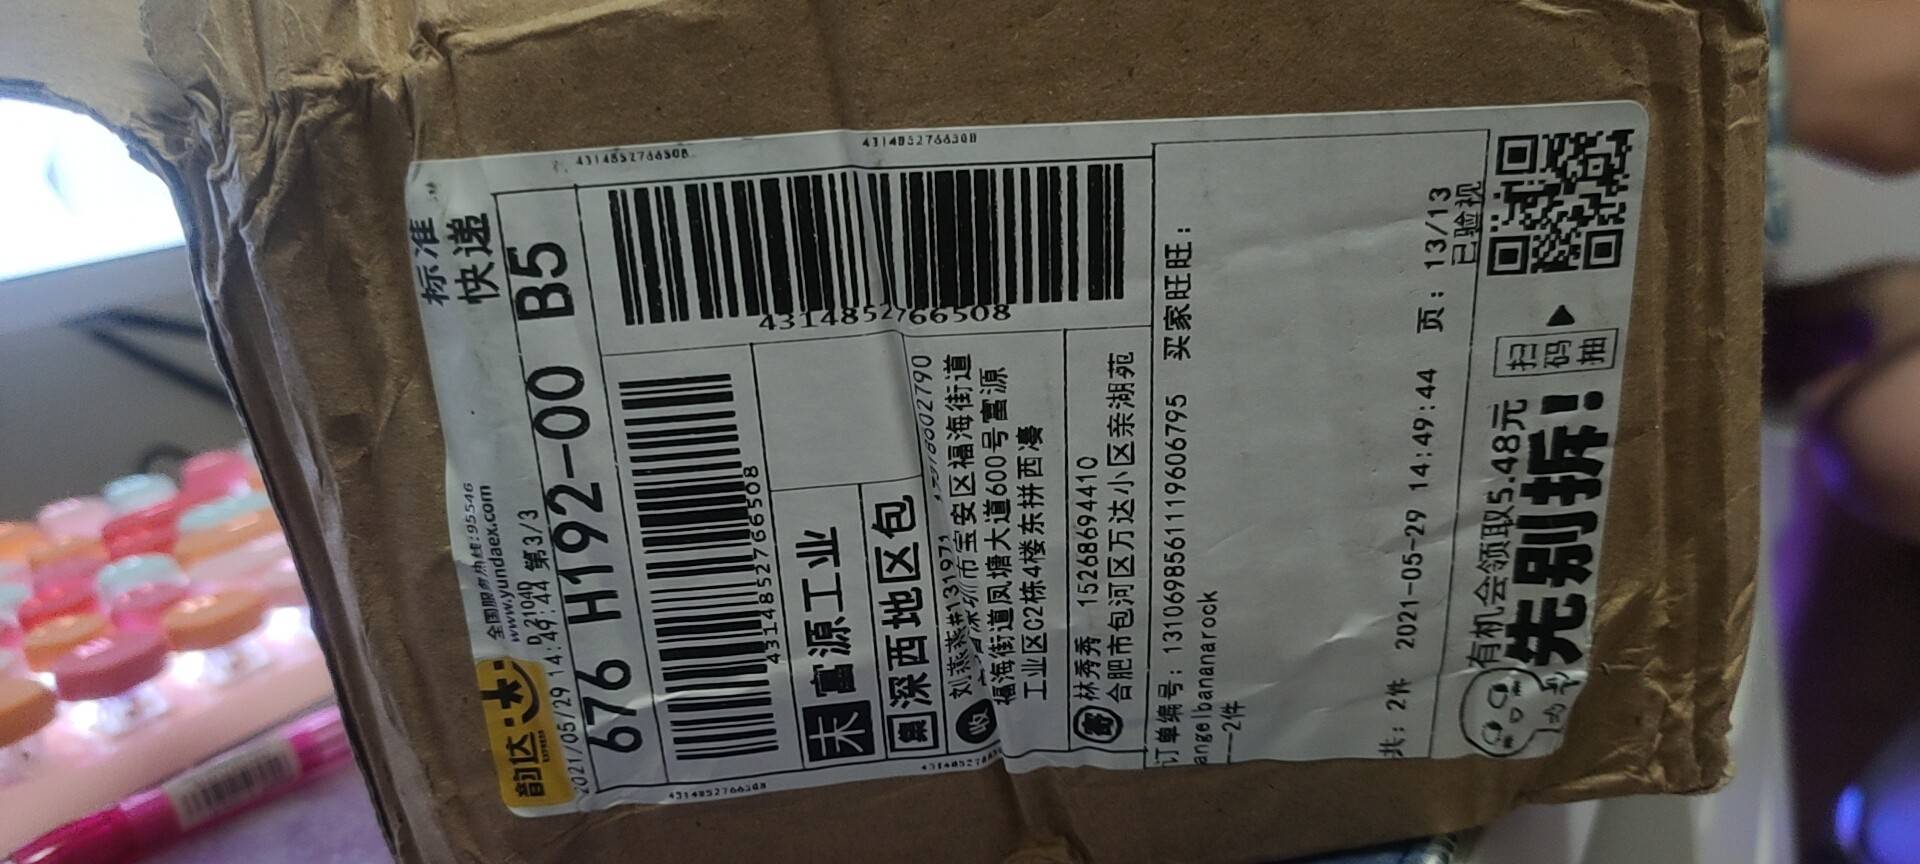 标准
快递
韵达
EXPRESS
全国服务热线:95546
www.yundaex.com
D_2104D
2021/05/29 14:49:44 第3/3
676 H192-00 B5
4314852766508
4314852766508
4314852766508
4314852766508
4314852766508
末 富源工业
集 深西地区包
收
市宝安区福海街道
福海街道凤塘大道600号富源
工业区C2栋4楼东拼西凑
寄 林秀秀 15268694410
合肥市包河区万达小区亲湖苑
订单编号: 1310698561119606795 买家旺旺:
angelbananarock
—2件
共: 2件 2021-05-29 14:49:44 页: 13/13
已验视
有机会领取5.48元
先别拆!
扫码抽